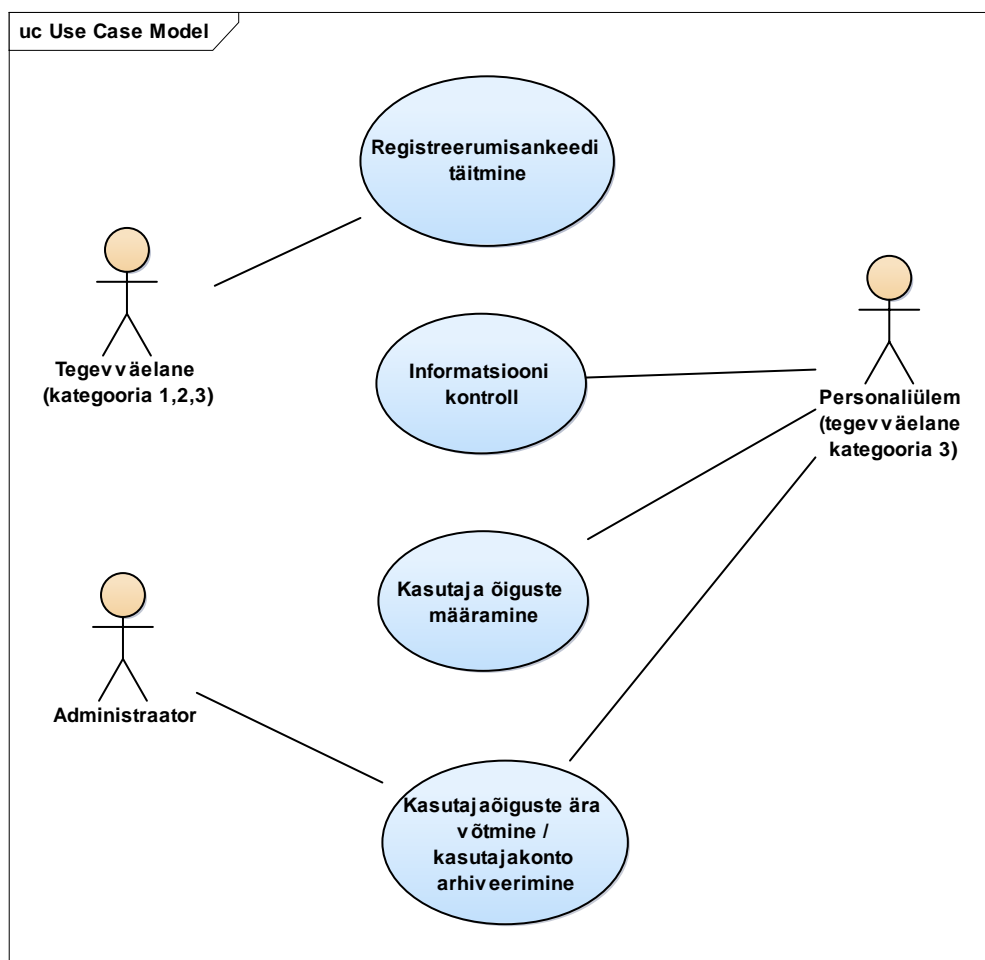 uc Use Case Model
Registreerumisankeedi
täitmine
Tegevväelane
(kategooria 1,2,3)
Informatsiooni
kontroll
Personaliülem
(tegevväelane
kategooria 3)
Kasutaja õiguste
määramine
Administraator
Kasutajaõiguste ära
võtmine /
kasutajakonto
arhiveerimine